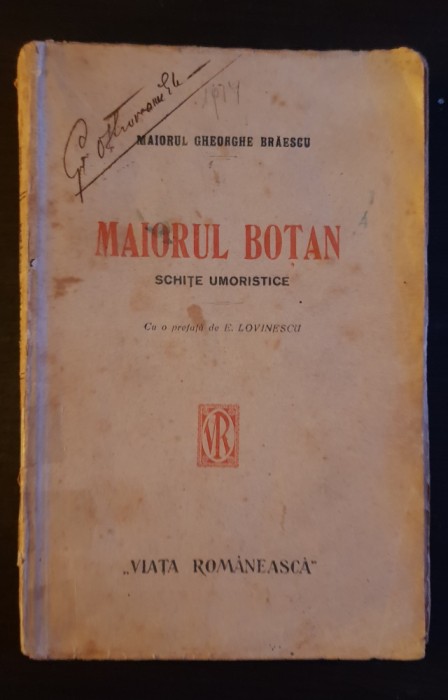 MAIORUL GHEORGHE BRĂESCU
MAIORUL BOȚAN
SCHIȚE UMORISTICE
Cu o prefață de E. LOVINESCU
VR
„VIAȚA ROMÂNEASCĂ“